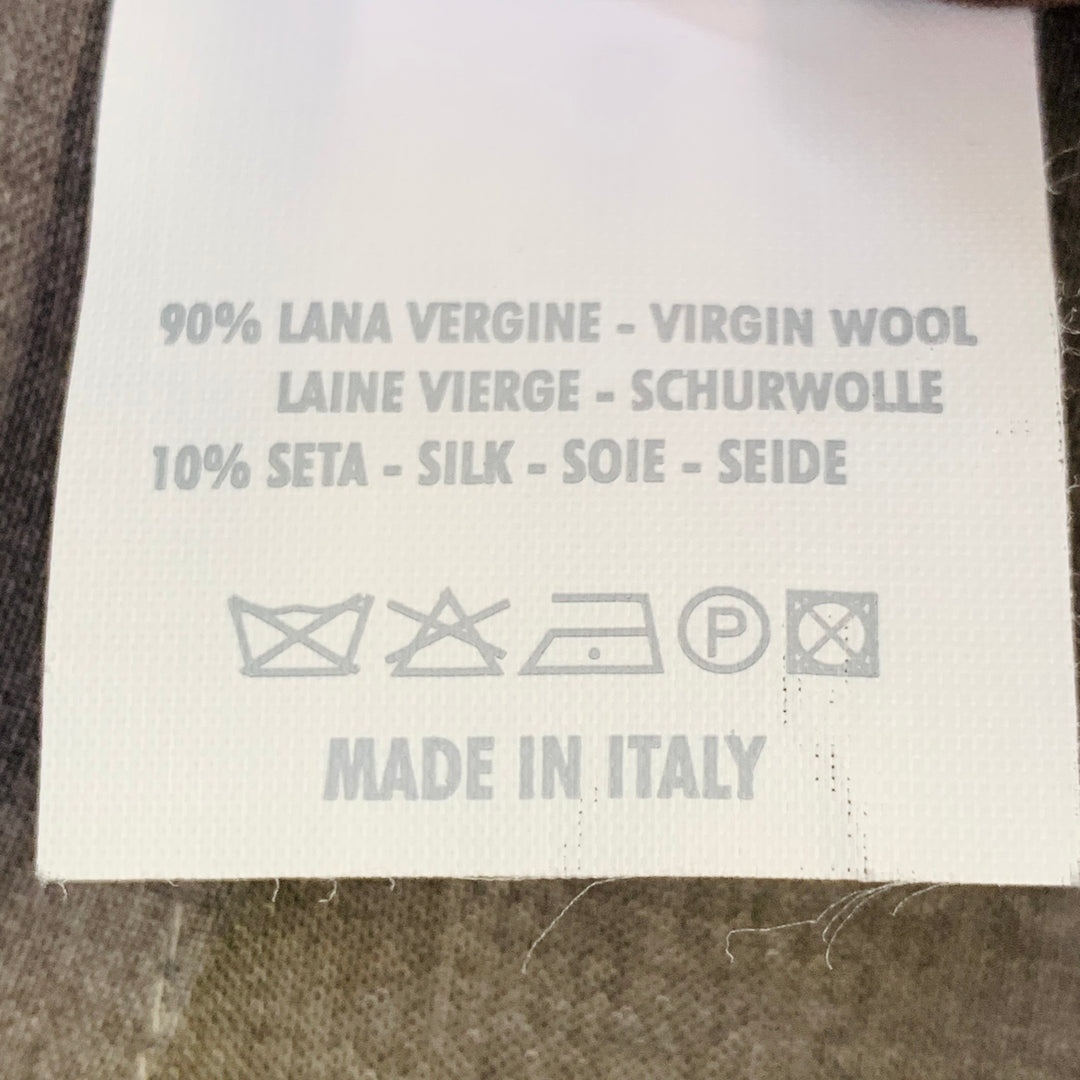 90% LANA VERGINE - VIRGIN WOOL
LAINE VIERGE - SCHURWOLLE
10% SETA - SILK - SOIE - SEIDE
P
MADE IN ITALY